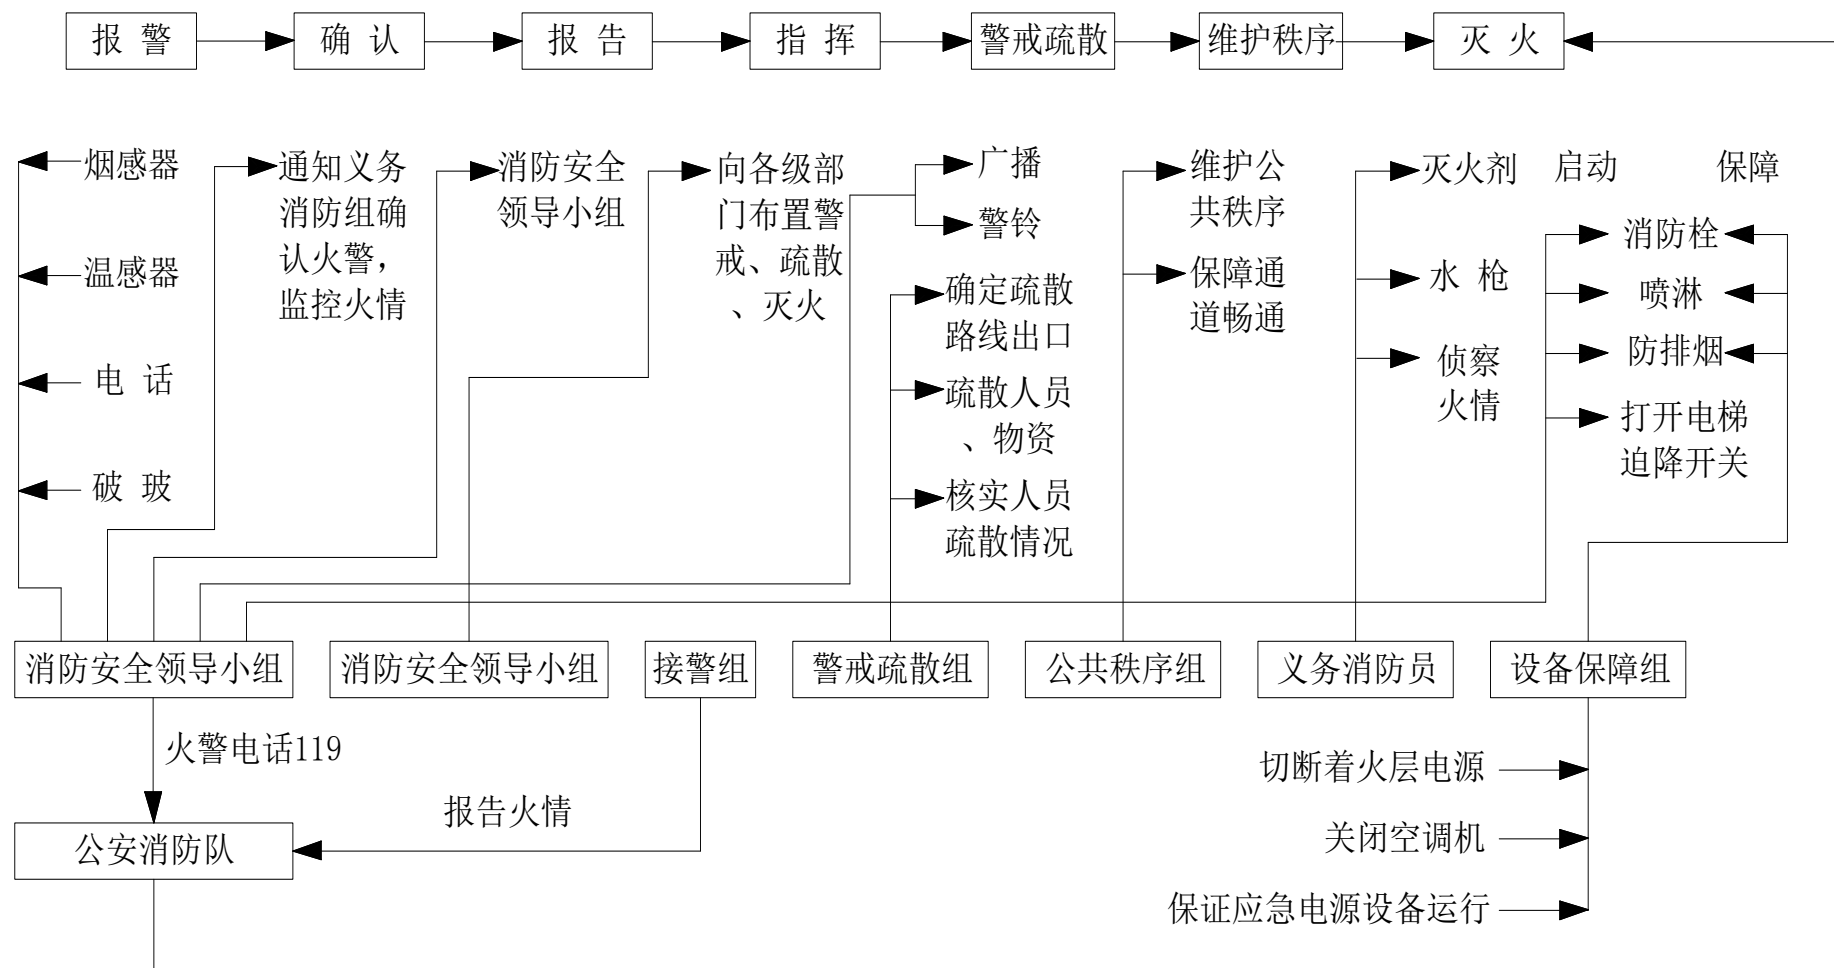 报 警
确 认
报 告
指 挥
警戒疏散
维护秩序
灭 火
烟感器
温感器
电 话
破 玻
通知义务
消防组确
认火警，
监控火情
消防安全
领导小组
向各级部
门布置警
戒、疏散
、灭火
广播
警铃
确定疏散
路线出口
疏散人员
、物资
核实人员
疏散情况
维护公
共秩序
保障通
道畅通
灭火剂
水 枪
侦察
火情
启动
保障
消防栓
喷淋
防排烟
打开电梯
迫降开关
消防安全领导小组
消防安全领导小组
接警组
警戒疏散组
公共秩序组
义务消防员
设备保障组
火警电话119
报告火情
公安消防队
切断着火层电源
关闭空调机
保证应急电源设备运行